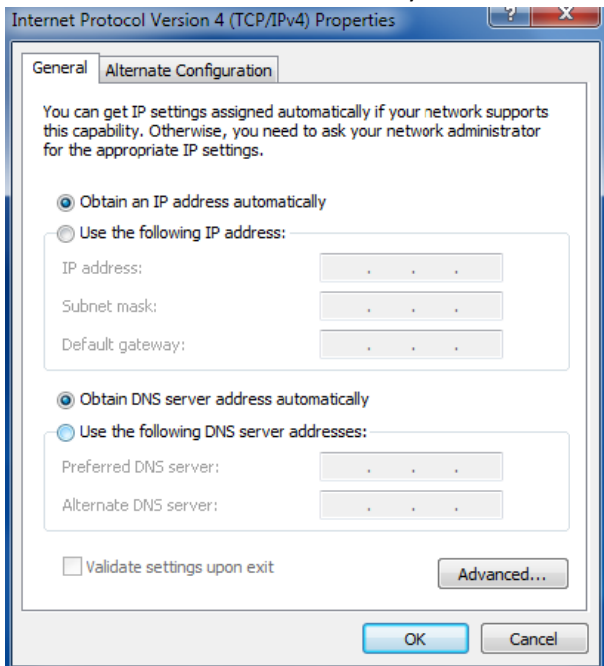 Internet Protocol Version 4 (TCP/IPv4) Properties
General
Alternate Configuration
You can get IP settings assigned automatically if your network supports
this capability. Otherwise, you need to ask your network administrator
for the appropriate IP settings.
Obtain an IP address automatically
Use the following IP address:
IP address:
Subnet mask:
Default gateway:
Obtain DNS server address automatically
Use the following DNS server addresses:
Preferred DNS server:
Alternate DNS server:
Validate settings upon exit
Advanced...
OK
Cancel